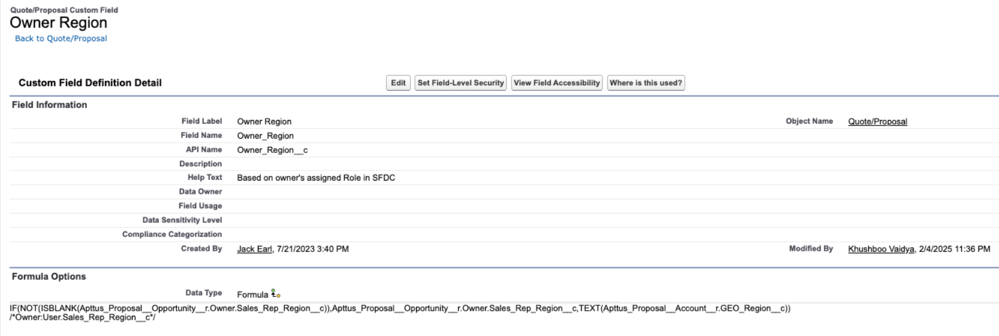 Quote/Proposal Custom Field
Owner Region
Back to Quote/Proposal
Custom Field Definition Detail
Edit
Set Field-Level Security
View Field Accessibility
Where is this used?
Field Information
Field Label Owner Region Object Name Quote/Proposal
Field Name Owner_Region
API Name Owner_Region__c
Description
Help Text Based on owner's assigned Role in SFDC
Data Owner
Field Usage
Data Sensitivity Level
Compliance Categorization
Created By Jack Earl, 7/21/2023 3:40 PM Modified By Khushboo Vaidya, 2/4/2025 11:36 PM
Formula Options
Data Type Formula
IF(NOT(ISBLANK(Apttus_Proposal__Opportunity__r.Owner.Sales_Rep_Region__c)),Apttus_Proposal__Opportunity__r.Owner.Sales_Rep_Region__c,TEXT(Apttus_Proposal__Account__r.GEO_Region__c))
/*Owner:User.Sales_Rep_Region__c*/